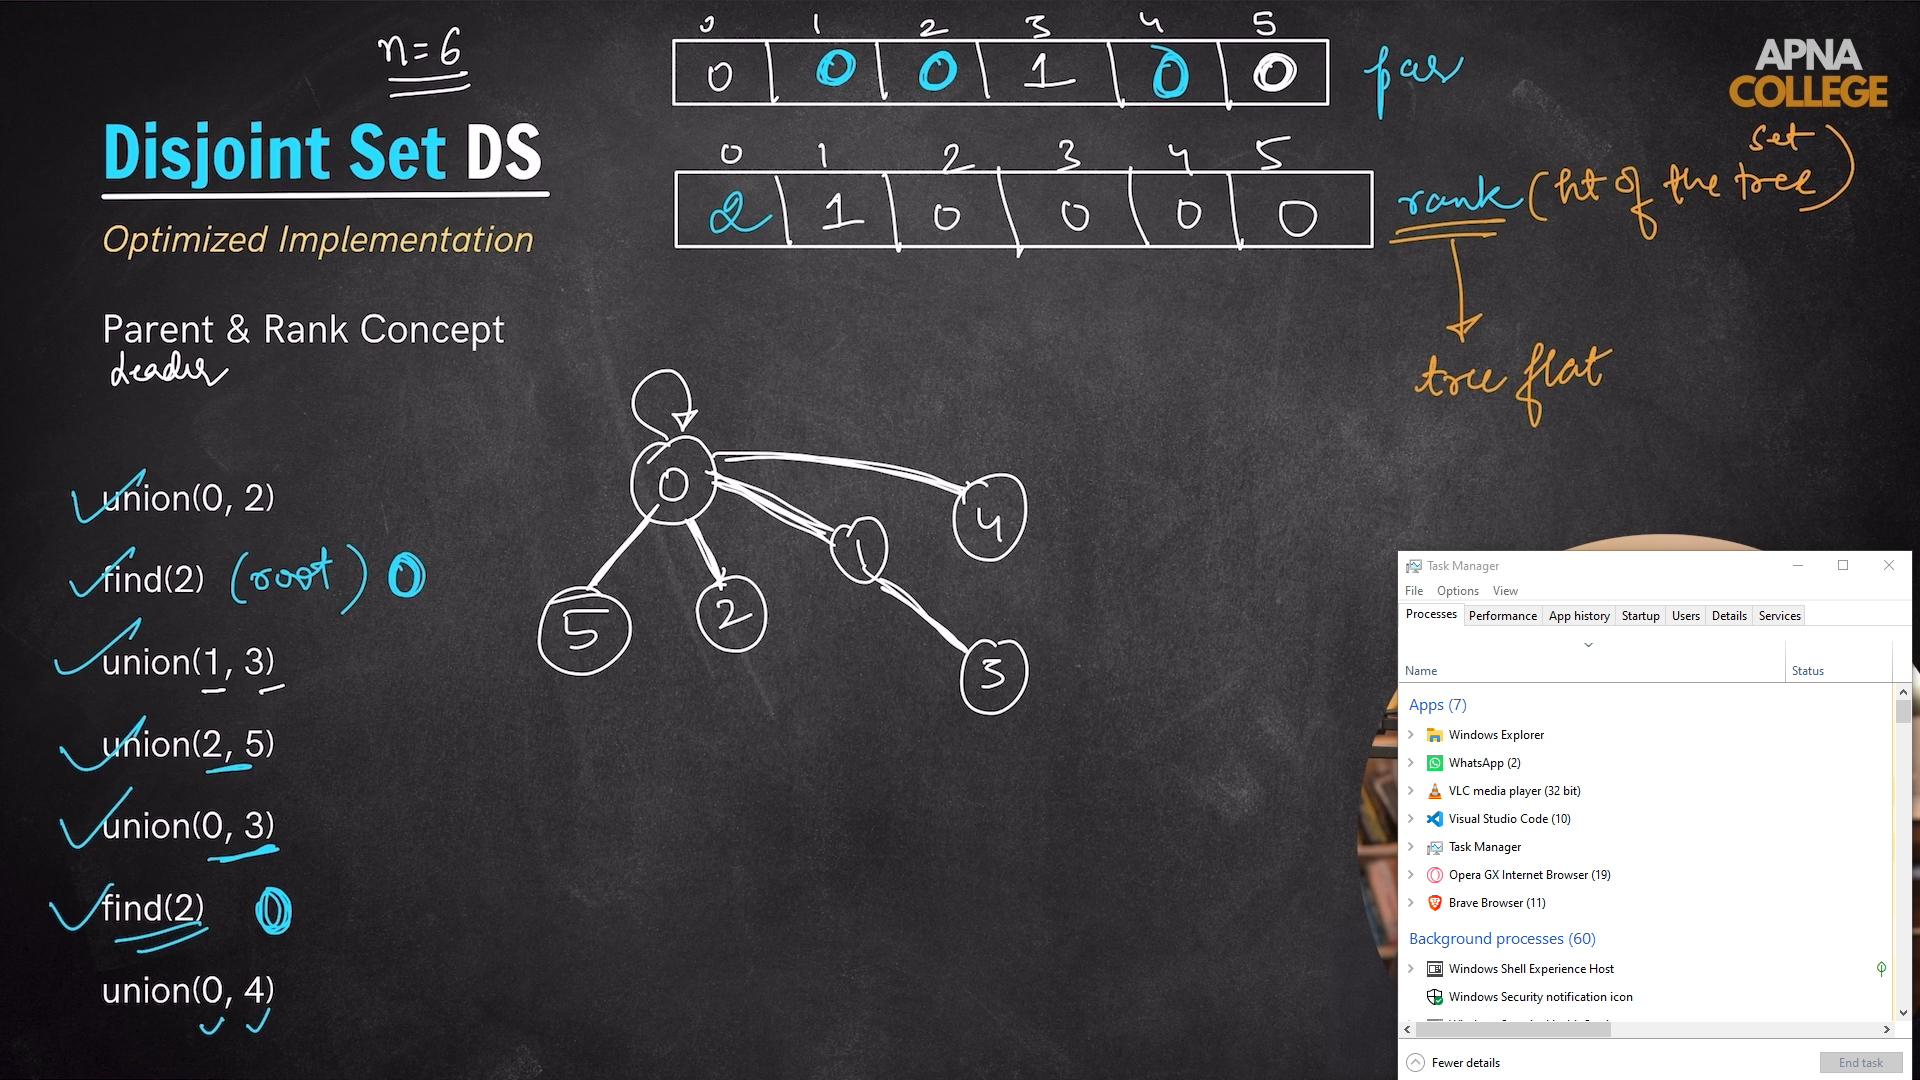 n=6
0 1 2 3 4 5
0 0 0 1 0 0 par
APNA
COLLEGE
Disjoint Set DS
0 1 2 3 4 5
2 1 0 0 0 0 rank (ht of the tree)
set
Optimized Implementation
Parent & Rank Concept
Leader
tree flat
0
4
1
5
2
3
union(0, 2)
find(2) (root) 0
union(1, 3)
union(2, 5)
union(0, 3)
find(2) 0
union(0, 4)
Task Manager
File Options View
Processes Performance App history Startup Users Details Services
Name Status
Apps (7)
Windows Explorer
WhatsApp (2)
VLC media player (32 bit)
Visual Studio Code (10)
Task Manager
Opera GX Internet Browser (19)
Brave Browser (11)
Background processes (60)
Windows Shell Experience Host
Windows Security notification icon
Fewer details
End task